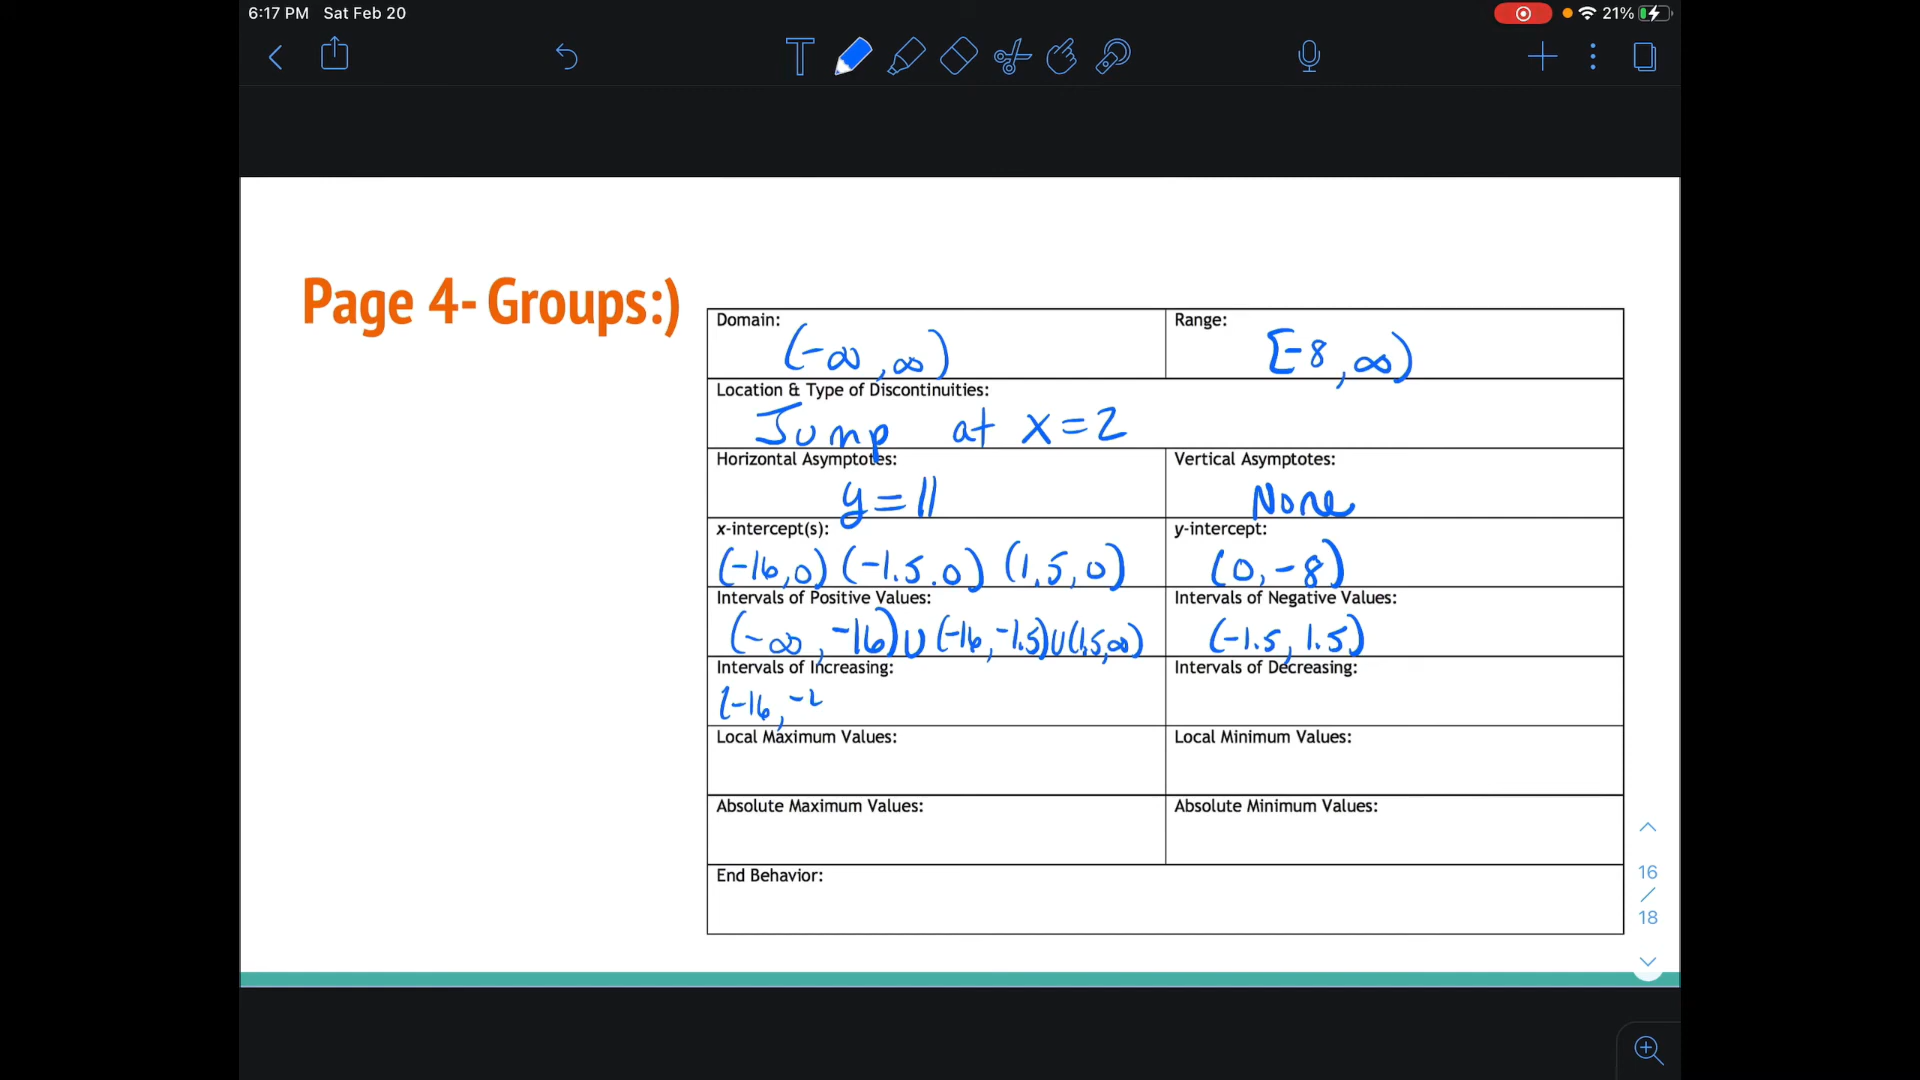 6:17 PM Sat Feb 20
21%
T
Page 4- Groups:)
Domain:
(-∞,∞)
Range:
[-8,∞)
Location & Type of Discontinuities:
Jump at x=2
Horizontal Asymptotes:
y=11
Vertical Asymptotes:
None
x-intercept(s):
(-16,0) (-1.5.0) (1.5,0)
y-intercept:
(0,-8)
Intervals of Positive Values:
(-∞,-16)∪(-16,-1.5)∪(1.5,∞)
Intervals of Negative Values:
(-1.5,1.5)
Intervals of Increasing:
(-16,-2
Intervals of Decreasing:
Local Maximum Values:
Local Minimum Values:
Absolute Maximum Values:
Absolute Minimum Values:
End Behavior:
16
/
18